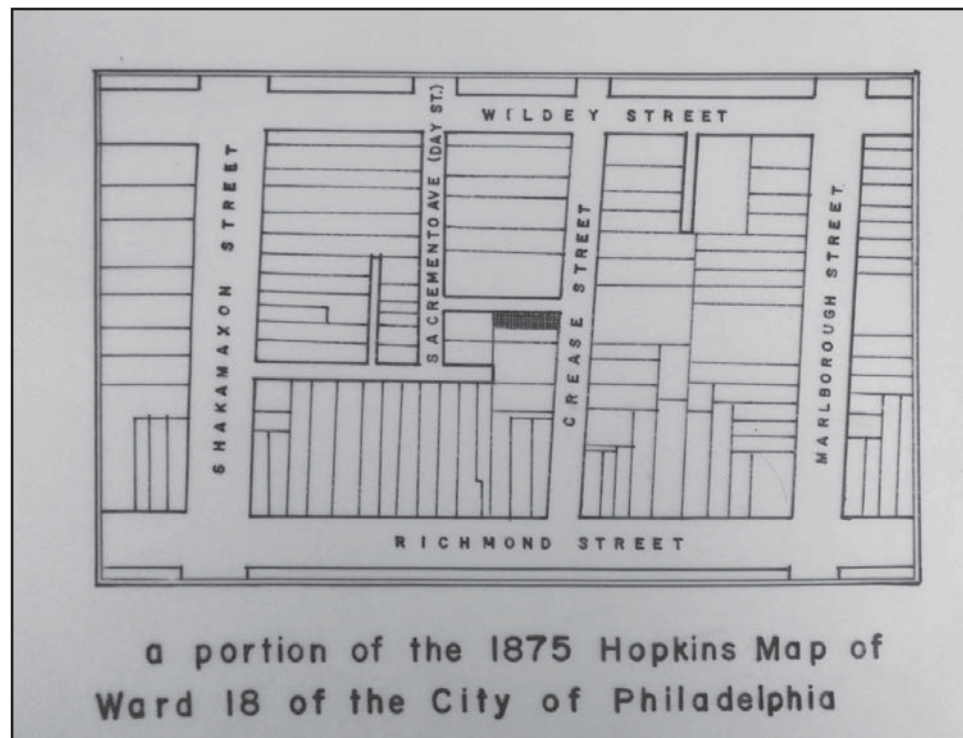 WILDEY STREET
SACREMENTO AVE (DAY ST.)
SHAKAMAXON STREET
CREASE STREET
MARLBOROUGH STREET
RICHMOND STREET
a portion of the 1875 Hopkins Map of
Ward 18 of the City of Philadelphia